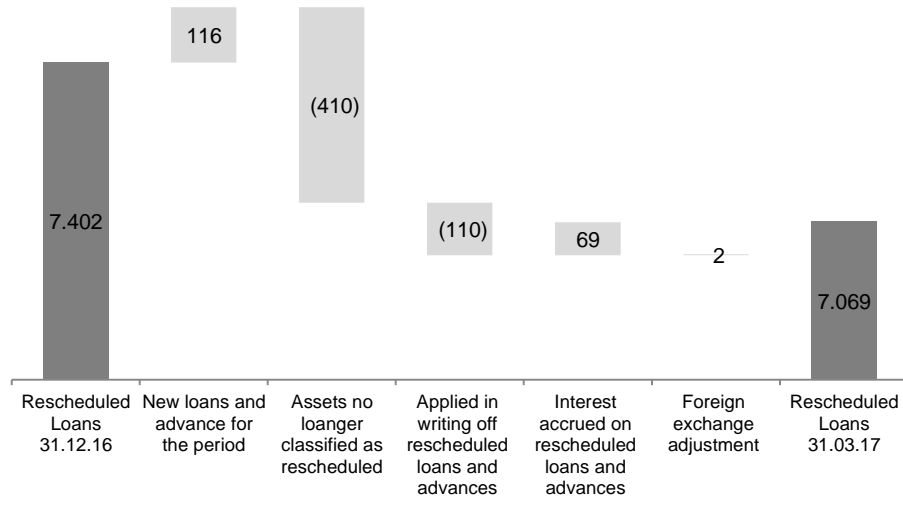 116
(410)
7.402
(110)
69
2
7.069
Rescheduled
Loans
31.12.16
New loans and
advance for
the period
Assets no
loanger
classified as
rescheduled
Applied in
writing off
rescheduled
loans and
advances
Interest
accrued on
rescheduled
loans and
advances
Foreign
exchange
adjustment
Rescheduled
Loans
31.03.17